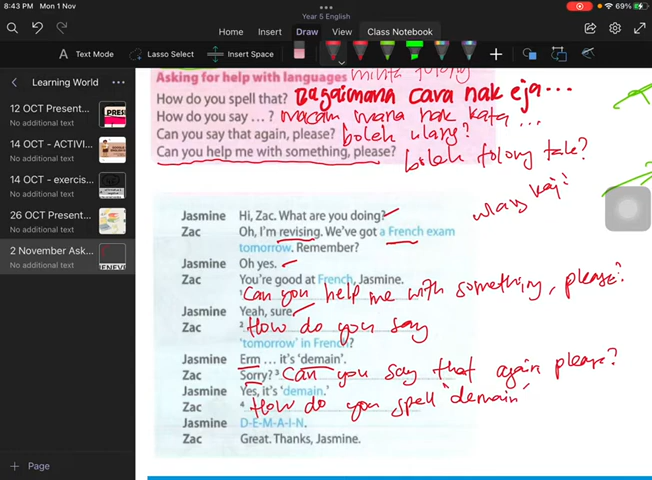 8:43 PM Mon 1 Nov
69%
Year 5 English
Home Insert Draw View Class Notebook
Text Mode
Lasso Select
Insert Space
Learning World
12 OCT Present...
No additional text
14 OCT - ACTIVI...
No additional text
14 OCT - exercis...
No additional text
26 OCT Present...
No additional text
2 November Ask...
No additional text
Page
Asking for help with languages minta tolong
How do you spell that? Bagaimana cara nak eja...
How do you say ... ? macam mana nak kata ...
Can you say that again, please? boleh ulang?
Can you help me with something, please? boleh tolong tak?
Jasmine Hi, Zac. What are you doing?
Zac Oh, I'm revising. We've got a French exam
tomorrow. Remember?
Jasmine Oh yes.
Zac You're good at French, Jasmine.
1 Can you help me with something, please?
Jasmine Yeah, sure.
Zac 2 How do you say
'tomorrow' in French?
Jasmine Erm ... it's 'demain'.
Zac Sorry? 3 Can you say that again please?
Jasmine Yes, it's 'demain.'
Zac 4 How do you spell "demain"
Jasmine D-E-M-A-I-N.
Zac Great. Thanks, Jasmine.